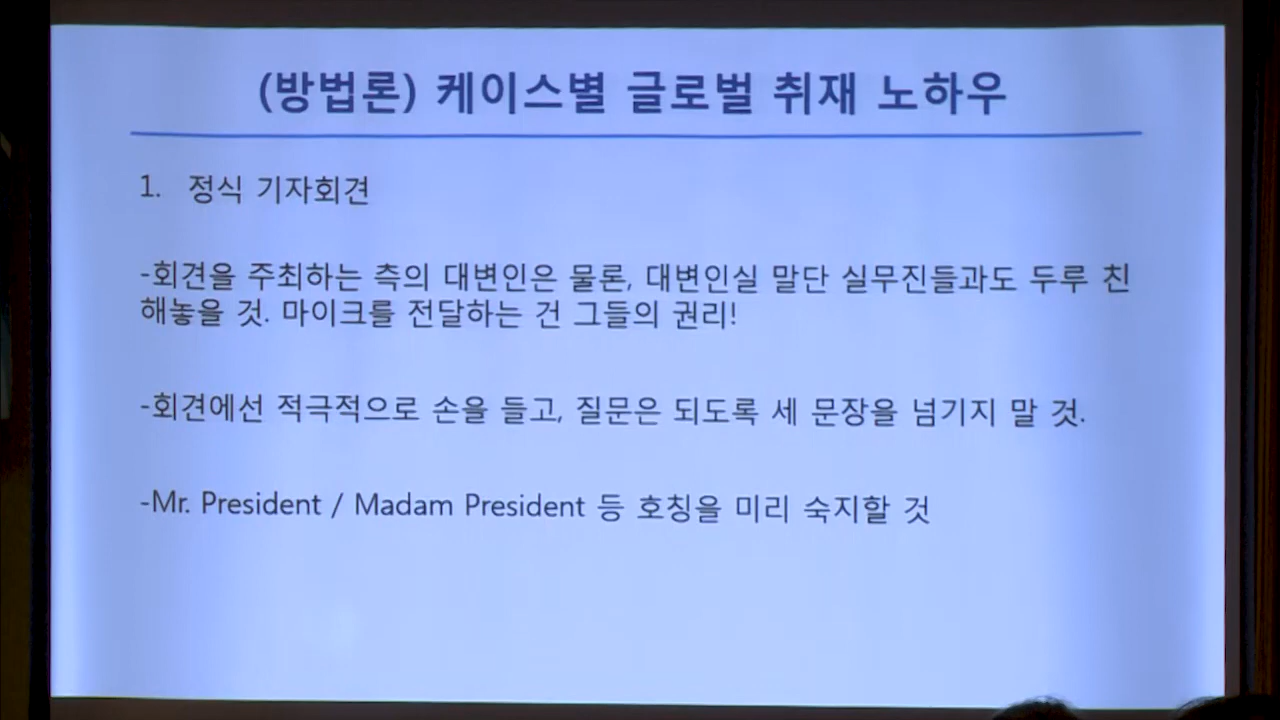 (방법론) 케이스별 글로벌 취재 노하우
1. 정식 기자회견
-회견을 주최하는 측의 대변인은 물론, 대변인실 말단 실무진들과도 두루 친
해놓을 것. 마이크를 전달하는 건 그들의 권리!
-회견에선 적극적으로 손을 들고, 질문은 되도록 세 문장을 넘기지 말 것.
-Mr. President / Madam President 등 호칭을 미리 숙지할 것